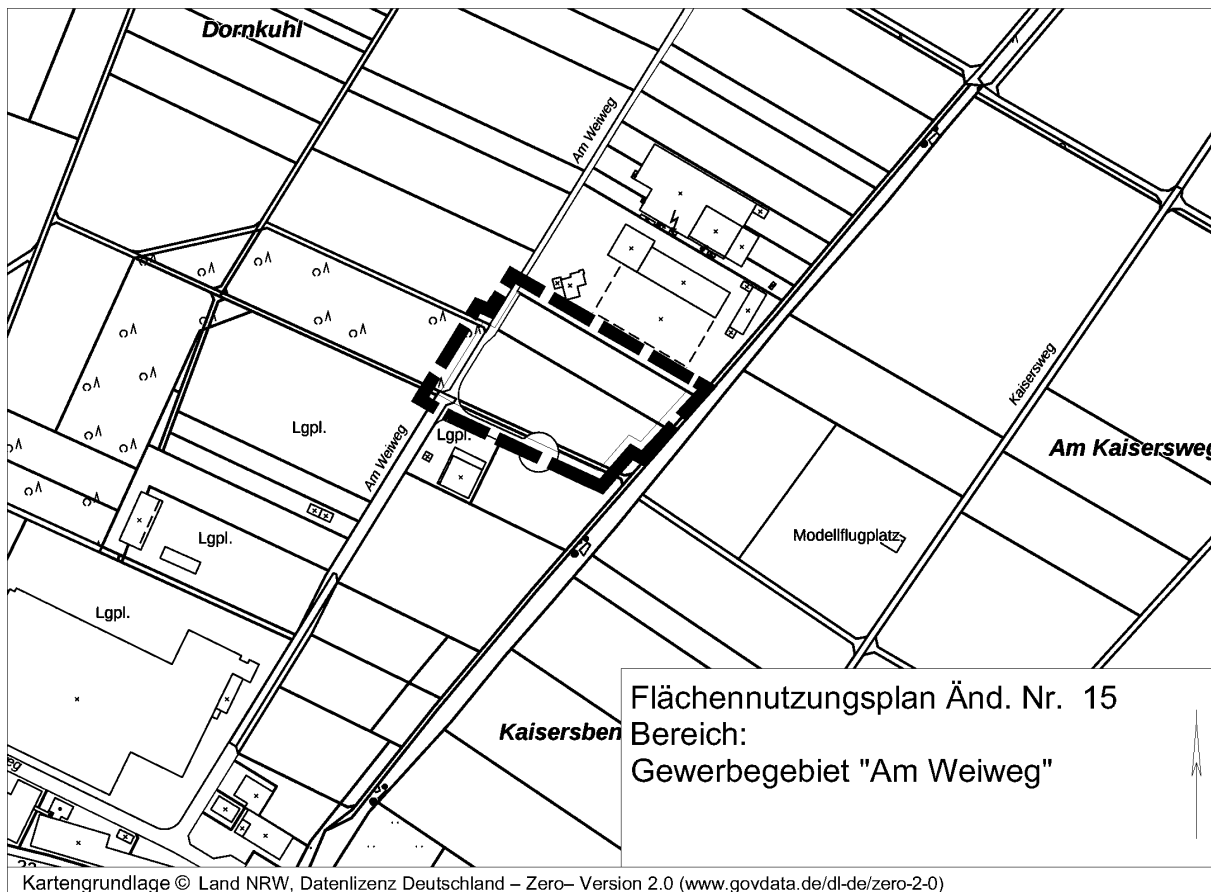 Dornkuhl
Am Weiweg
Kaisersweg
Am Kaisersweg
Lgpl.
Lgpl.
Am Weiweg
Lgpl.
Modellflugplatz
Lgpl.
Kaisersben
Flächennutzungsplan Änd. Nr. 15
Bereich:
Gewerbegebiet "Am Weiweg"
Kartengrundlage © Land NRW, Datenlizenz Deutschland – Zero– Version 2.0 (www.govdata.de/dl-de/zero-2-0)